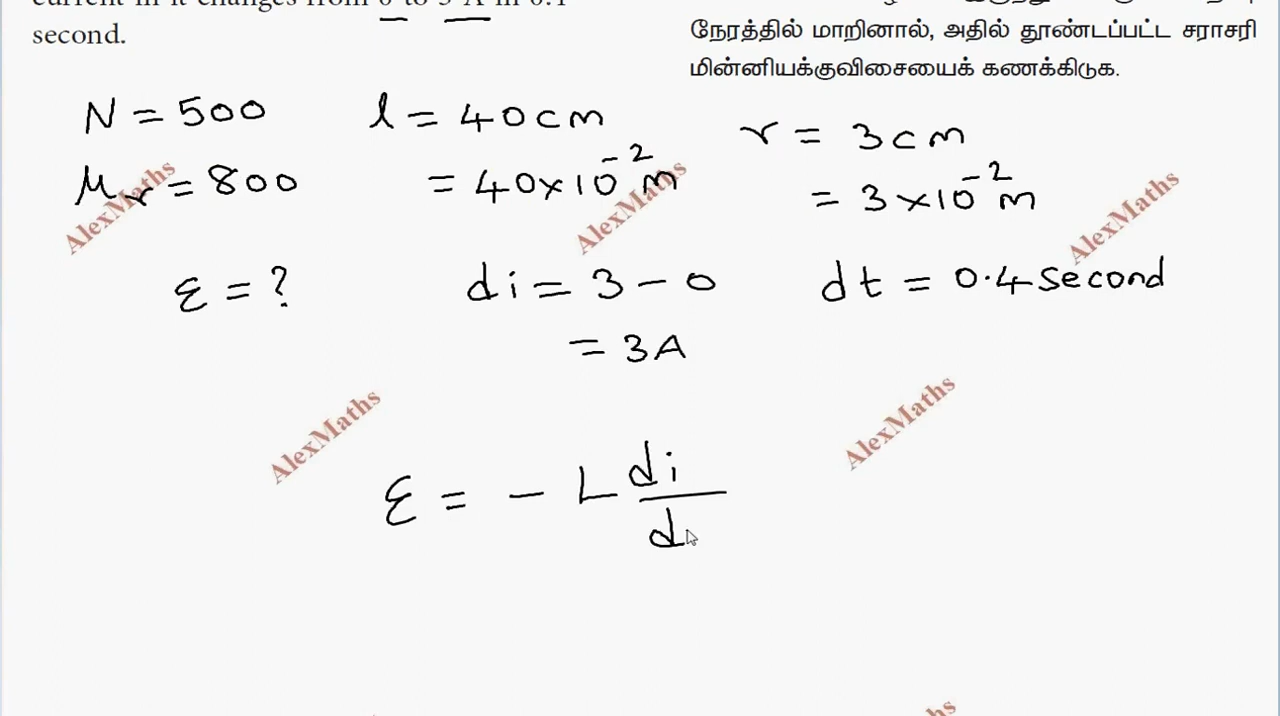 second.
நேரத்தில் மாறினால், அதில் தூண்டப்பட்ட சராசரி
மின்னியக்குவிசையைக் கணக்கிடுக.
N = 500
l = 40cm
r = 3cm
μr = 800
= 40×10⁻² m
= 3×10⁻² m
ε = ?
di = 3 - 0
dt = 0.4 second
= 3A
ε = - L di
d
AlexMaths
AlexMaths
AlexMaths
AlexMaths
AlexMaths